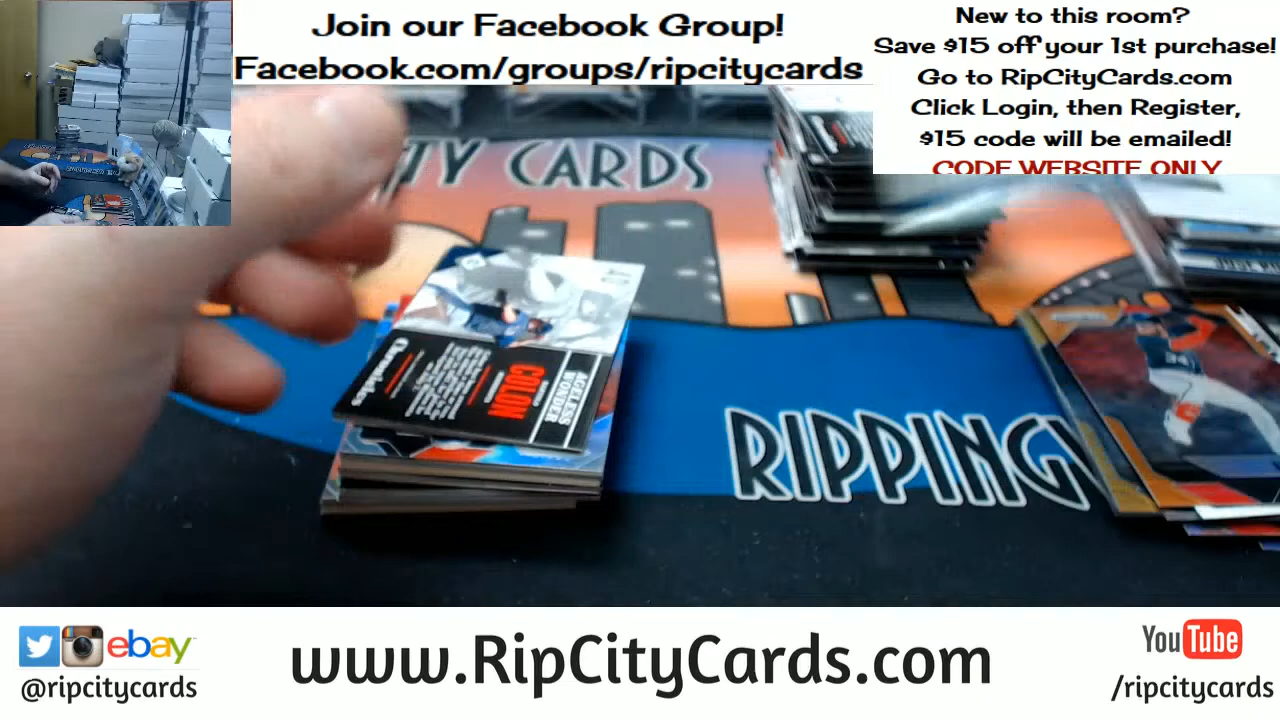 Join our Facebook Group!
Facebook.com/groups/ripcitycards
New to this room?
Save $15 off your 1st purchase!
Go to RipCityCards.com
Click Login, then Register,
$15 code will be emailed!
CODE WEBSITE ONLY
TY CARDS
AGELESS
WONDER
COLON
Chronicles
RIPPING
ebay
@ripcitycards
www.RipCityCards.com
YouTube
/ripcitycards